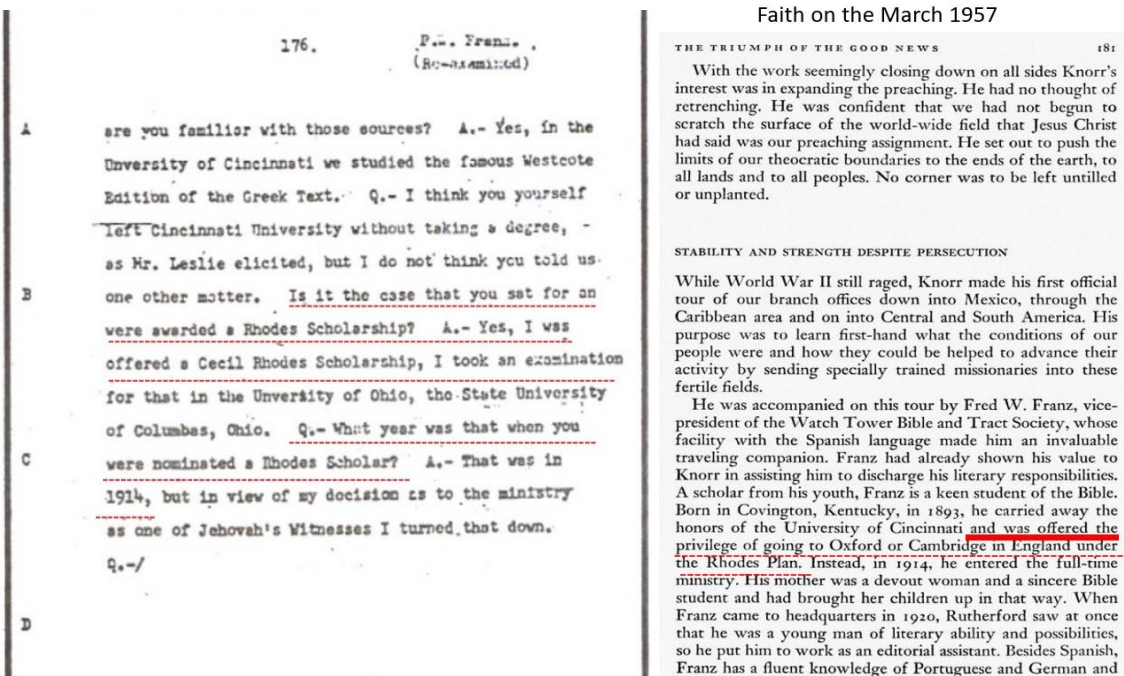 176.
P.W. Franz.
(Re-examined)
A
are you familiar with those sources? A.- Yes, in the
Unversity of Cincinnati we studied the famous Westcote
Edition of the Greek Text. Q.- I think you yourself
left Cincinnati University without taking a degree, -
as Mr. Leslie elicited, but I do not think you told us
B
one other matter. Is it the case that you sat for an
were awarded a Rhodes Scholarship? A.- Yes, I was
offered a Cecil Rhodes Scholarship, I took an examination
for that in the Unversity of Ohio, the State University
of Columbas, Ohio. Q.- What year was that when you
C
were nominated a Rhodes Scholar? A.- That was in
1914, but in view of my decision as to the ministry
as one of Jehovah's Witnesses I turned that down.
Q.-/
D
Faith on the March 1957
THE TRIUMPH OF THE GOOD NEWS 181
With the work seemingly closing down on all sides Knorr's
interest was in expanding the preaching. He had no thought of
retrenching. He was confident that we had not begun to
scratch the surface of the world-wide field that Jesus Christ
had said was our preaching assignment. He set out to push the
limits of our theocratic boundaries to the ends of the earth, to
all lands and to all peoples. No corner was to be left untilled
or unplanted.
STABILITY AND STRENGTH DESPITE PERSECUTION
While World War II still raged, Knorr made his first official
tour of our branch offices down into Mexico, through the
Caribbean area and on into Central and South America. His
purpose was to learn first-hand what the conditions of our
people were and how they could be helped to advance their
activity by sending specially trained missionaries into these
fertile fields.
He was accompanied on this tour by Fred W. Franz, vice-
president of the Watch Tower Bible and Tract Society, whose
facility with the Spanish language made him an invaluable
traveling companion. Franz had already shown his value to
Knorr in assisting him to discharge his literary responsibilities.
A scholar from his youth, Franz is a keen student of the Bible.
Born in Covington, Kentucky, in 1893, he carried away the
honors of the University of Cincinnati and was offered the
privilege of going to Oxford or Cambridge in England under
the Rhodes Plan. Instead, in 1914, he entered the full-time
ministry. His mother was a devout woman and a sincere Bible
student and had brought her children up in that way. When
Franz came to headquarters in 1920, Rutherford saw at once
that he was a young man of literary ability and possibilities,
so he put him to work as an editorial assistant. Besides Spanish,
Franz has a fluent knowledge of Portuguese and German and